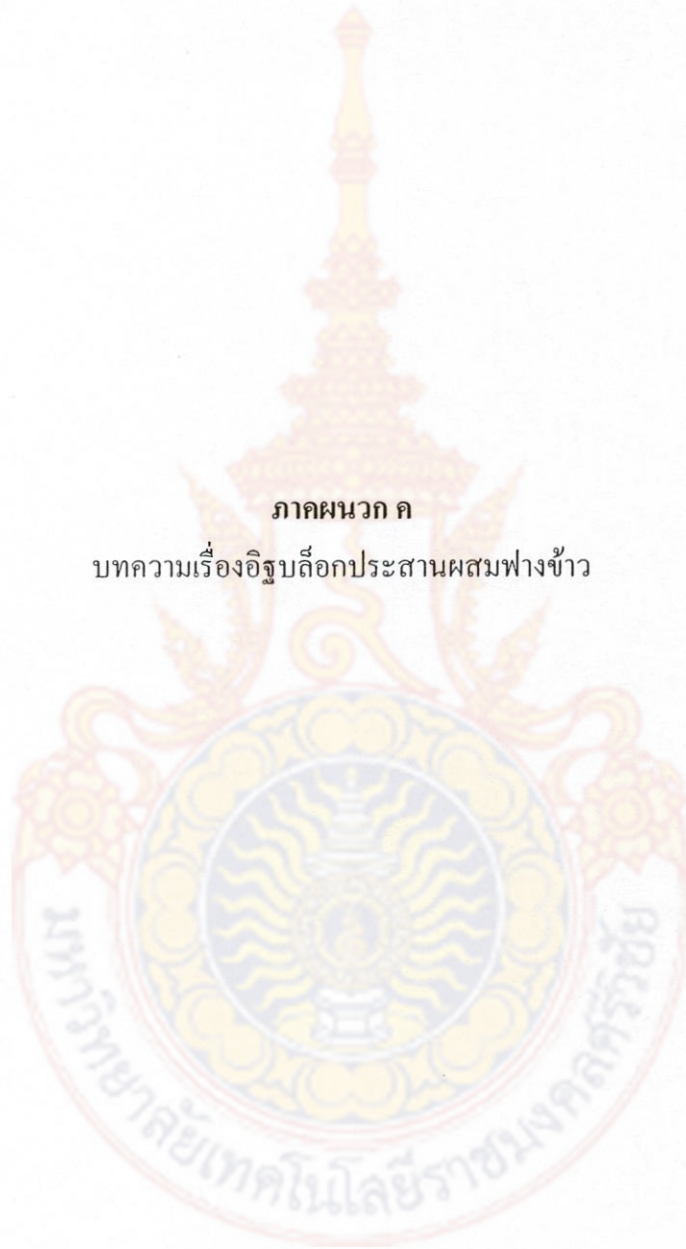 ภาคผนวก ค
บทความเรื่องอิฐบล็อกประสานผสมฟางข้าว
มหาวิทยาลัยเทคโนโลยีราชมงคลศรีวิชัย